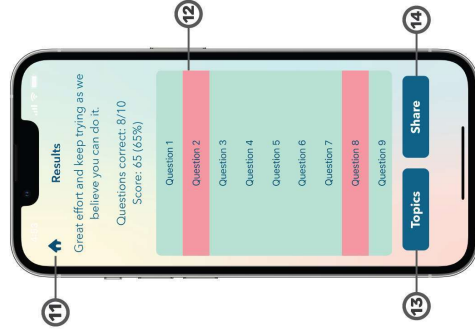 11
Results
Great effort and keep trying as we
believe you can do it.
Questions correct: 8/10
Score: 65 (65%)
12
Question 1
Question 2
Question 3
Question 4
Question 5
Question 6
Question 7
Question 8
Question 9
13
Topics
Share
14